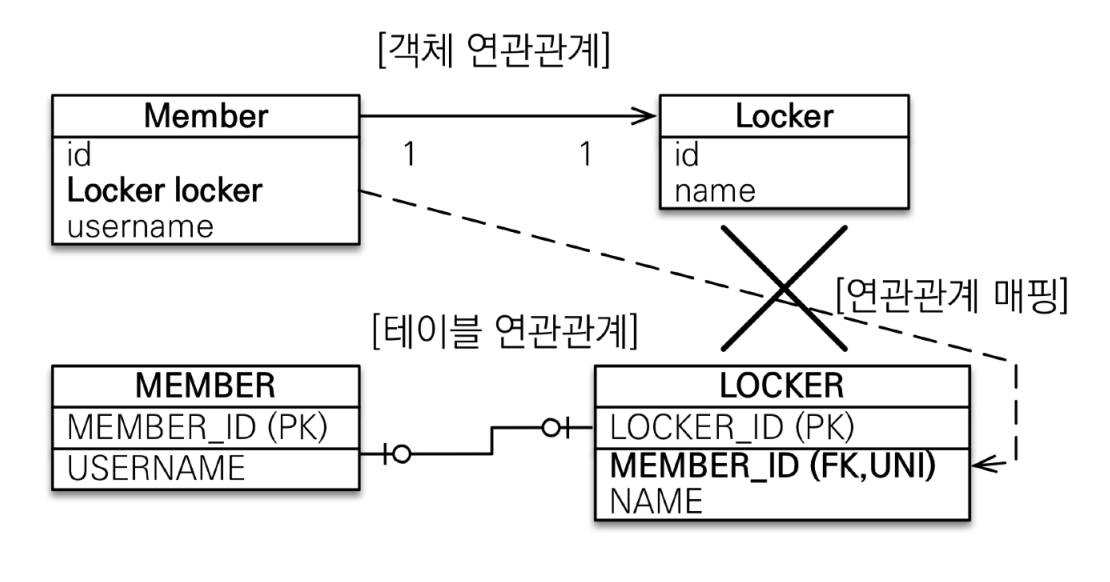 [객체 연관관계]
Member
id
Locker locker
username
1
1
Locker
id
name
[연관관계 매핑]
[테이블 연관관계]
MEMBER
MEMBER_ID (PK)
USERNAME
LOCKER
LOCKER_ID (PK)
MEMBER_ID (FK,UNI)
NAME